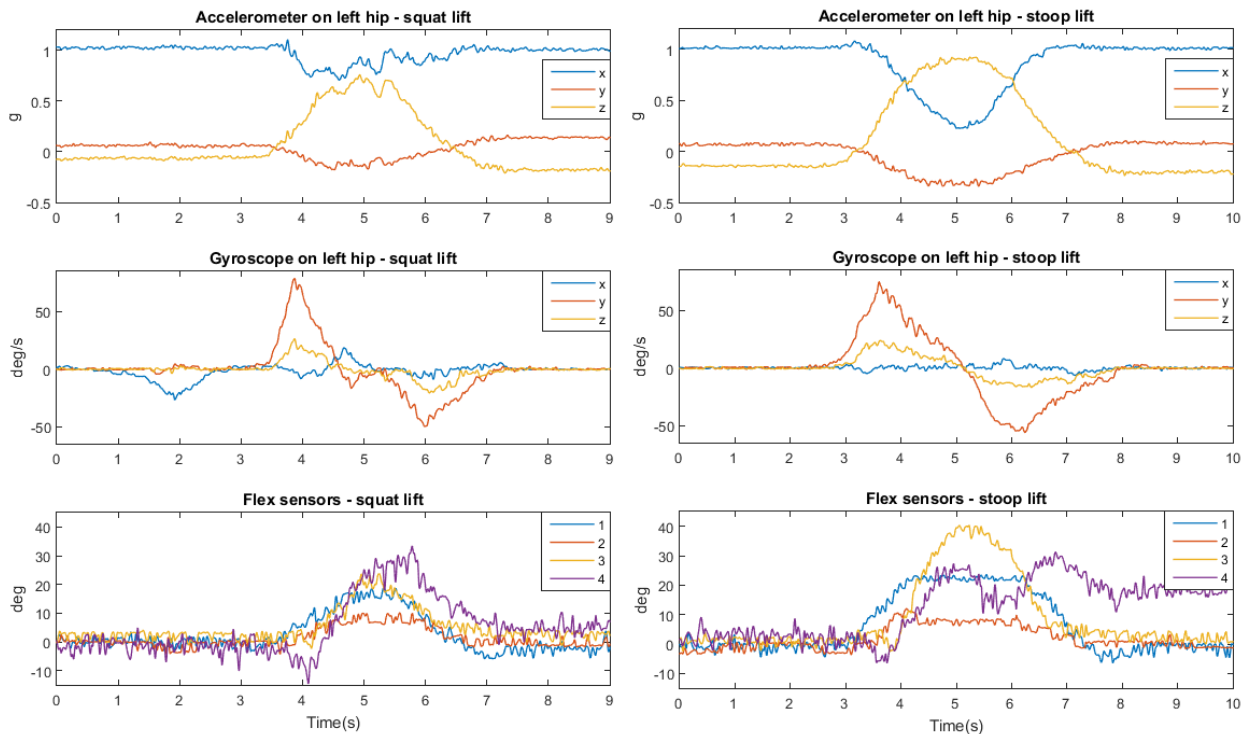 Accelerometer on left hip - squat lift
1
0.5
0
-0.5
g
0 1 2 3 4 5 6 7 8 9
x
y
z
Accelerometer on left hip - stoop lift
1
0.5
0
-0.5
g
0 1 2 3 4 5 6 7 8 9 10
x
y
z
Gyroscope on left hip - squat lift
50
0
-50
deg/s
0 1 2 3 4 5 6 7 8 9
x
y
z
Gyroscope on left hip - stoop lift
50
0
-50
deg/s
0 1 2 3 4 5 6 7 8 9 10
x
y
z
Flex sensors - squat lift
40
30
20
10
0
-10
deg
0 1 2 3 4 5 6 7 8 9
Time(s)
1
2
3
4
Flex sensors - stoop lift
40
30
20
10
0
-10
deg
0 1 2 3 4 5 6 7 8 9 10
Time(s)
1
2
3
4